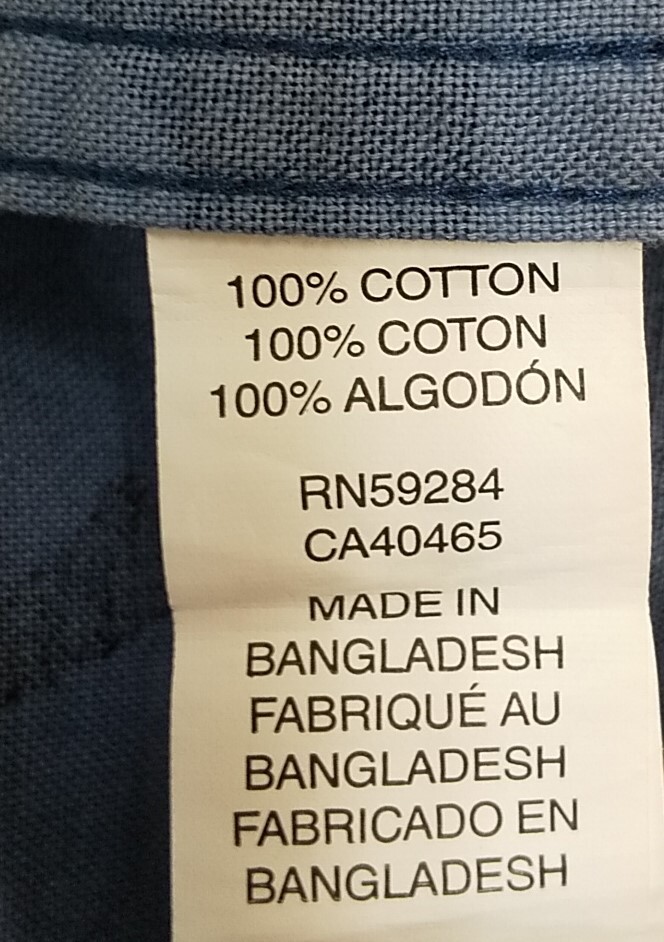 100% COTTON
100% COTON
100% ALGODÓN
RN59284
CA40465
MADE IN
BANGLADESH
FABRIQUÉ AU
BANGLADESH
FABRICADO EN
BANGLADESH